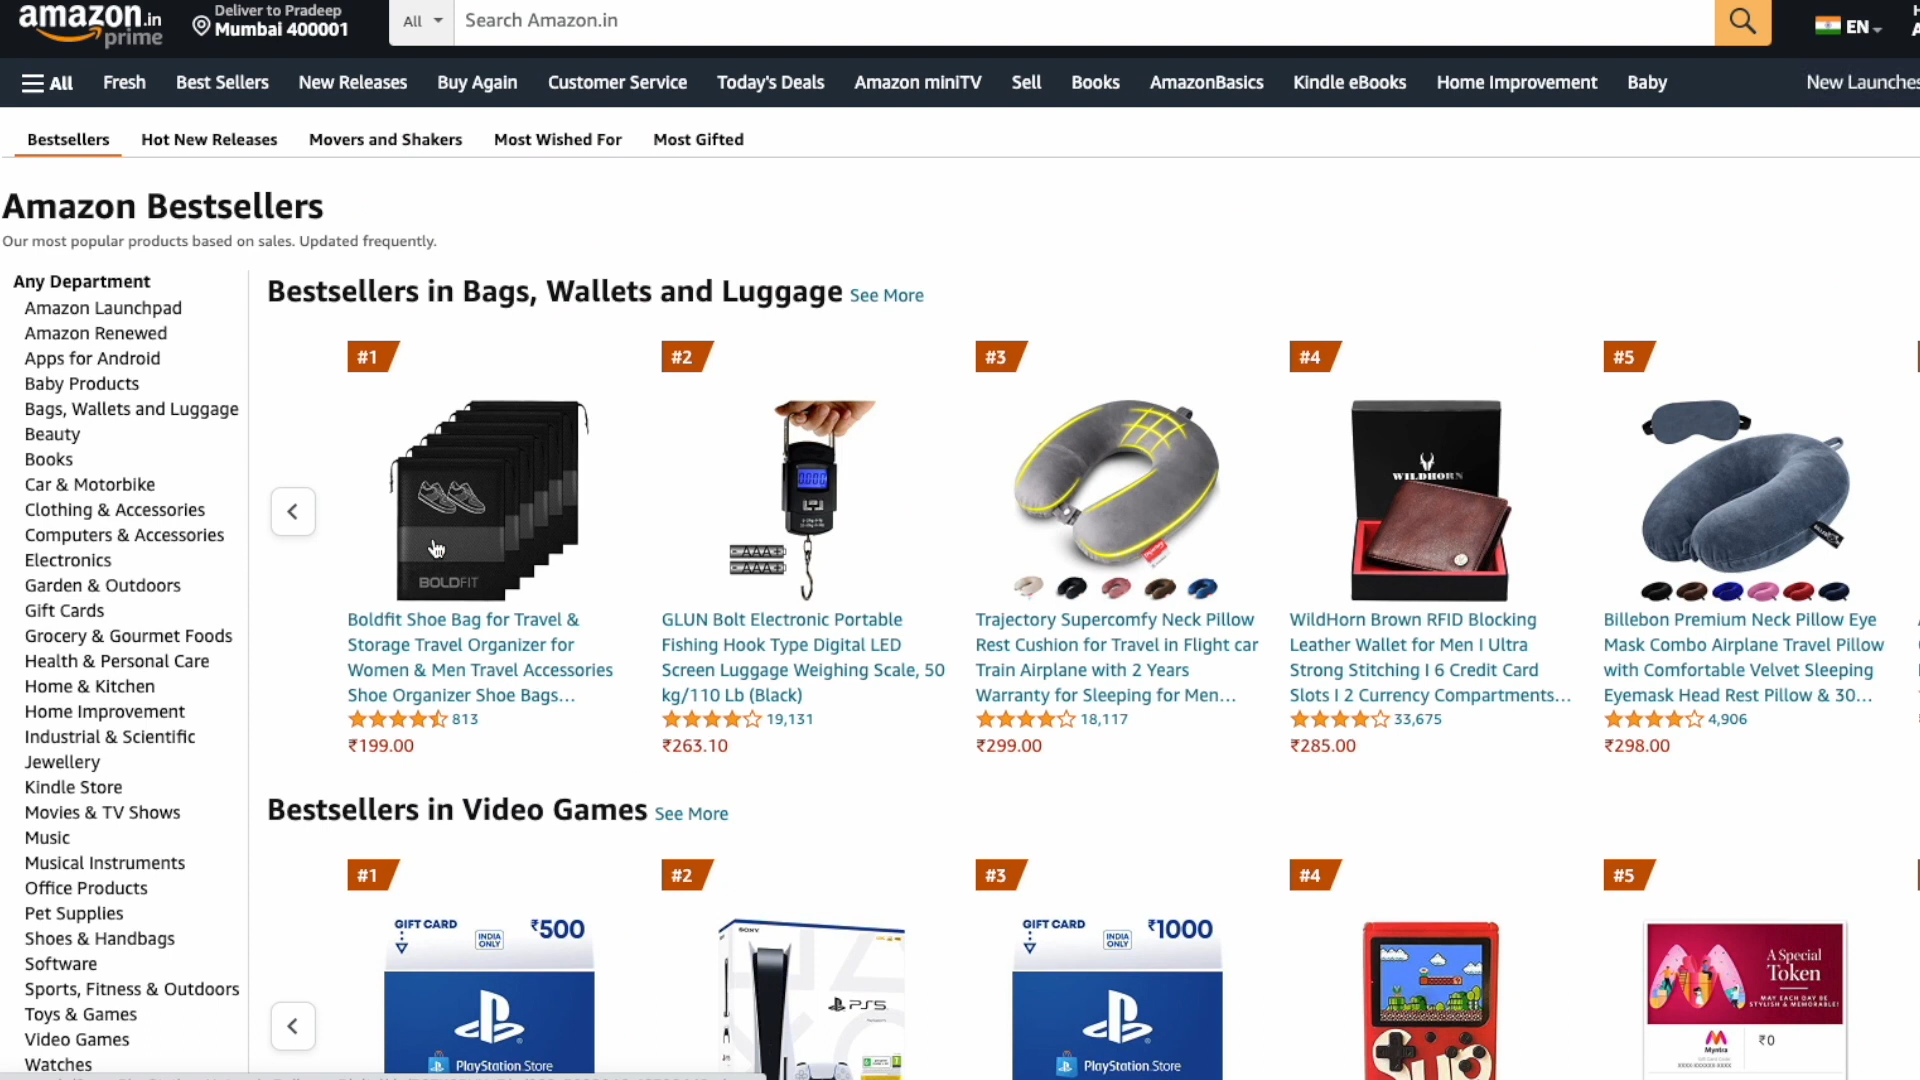 amazon.in
prime
Deliver to Pradeep
Mumbai 400001
All
Search Amazon.in
EN
All
Fresh
Best Sellers
New Releases
Buy Again
Customer Service
Today's Deals
Amazon miniTV
Sell
Books
AmazonBasics
Kindle eBooks
Home Improvement
Baby
New Launches
Bestsellers
Hot New Releases
Movers and Shakers
Most Wished For
Most Gifted
Amazon Bestsellers
Our most popular products based on sales. Updated frequently.
Any Department
Amazon Launchpad
Amazon Renewed
Apps for Android
Baby Products
Bags, Wallets and Luggage
Beauty
Books
Car & Motorbike
Clothing & Accessories
Computers & Accessories
Electronics
Garden & Outdoors
Gift Cards
Grocery & Gourmet Foods
Health & Personal Care
Home & Kitchen
Home Improvement
Industrial & Scientific
Jewellery
Kindle Store
Movies & TV Shows
Music
Musical Instruments
Office Products
Pet Supplies
Shoes & Handbags
Software
Sports, Fitness & Outdoors
Toys & Games
Video Games
Watches
Bestsellers in Bags, Wallets and Luggage See More
#1
BOLDFIT
Boldfit Shoe Bag for Travel &
Storage Travel Organizer for
Women & Men Travel Accessories
Shoe Organizer Shoe Bags...
813
₹199.00
#2
AAA
AAA
GLUN Bolt Electronic Portable
Fishing Hook Type Digital LED
Screen Luggage Weighing Scale, 50
kg/110 Lb (Black)
19,131
₹263.10
#3
Trajectory Supercomfy Neck Pillow
Rest Cushion for Travel in Flight car
Train Airplane with 2 Years
Warranty for Sleeping for Men...
18,117
₹299.00
#4
WILDHORN
WildHorn Brown RFID Blocking
Leather Wallet for Men I Ultra
Strong Stitching I 6 Credit Card
Slots I 2 Currency Compartments...
33,675
₹285.00
#5
Billebon Premium Neck Pillow Eye
Mask Combo Airplane Travel Pillow
with Comfortable Velvet Sleeping
Eyemask Head Rest Pillow & 30...
4,906
₹298.00
Bestsellers in Video Games See More
#1
GIFT CARD
INDIA
ONLY
₹500
PlayStation Store
#2
SONY
PS5
#3
GIFT CARD
INDIA
ONLY
₹1000
PlayStation Store
#4
SUP
#5
A Special
Token
MAY EACH DAY BE
STYLISH & MEMORABLE!
Myntra
₹0